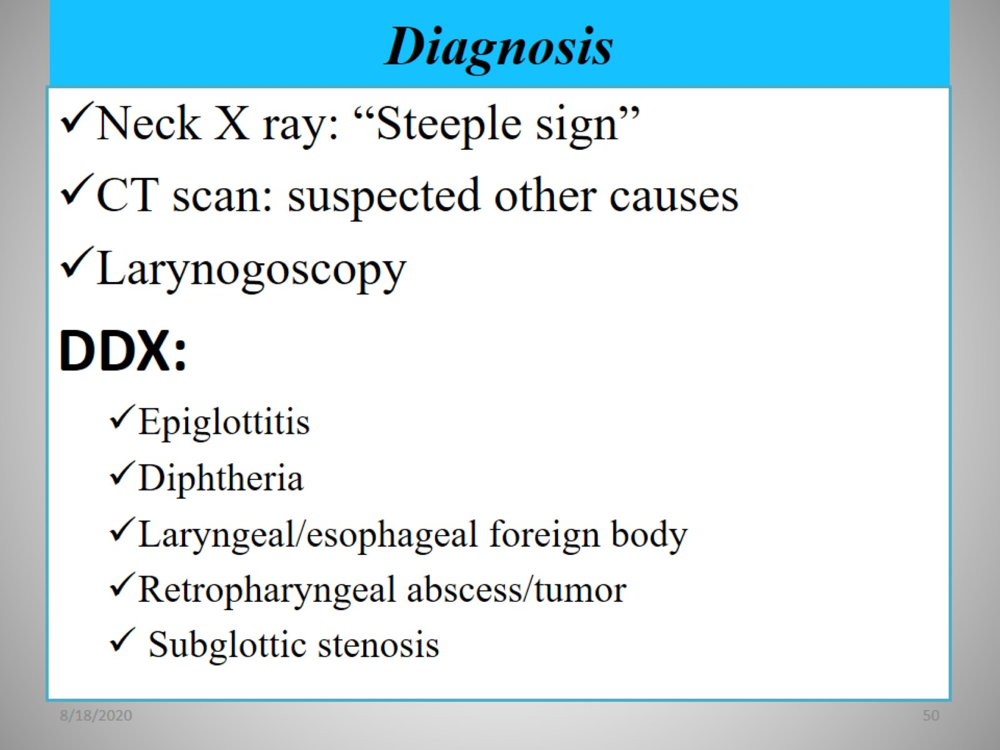 Diagnosis
✓Neck X ray: “Steeple sign”
✓CT scan: suspected other causes
✓Larynogoscopy
DDX:
✓Epiglottitis
✓Diphtheria
✓Laryngeal/esophageal foreign body
✓Retropharyngeal abscess/tumor
✓ Subglottic stenosis
8/18/2020
50